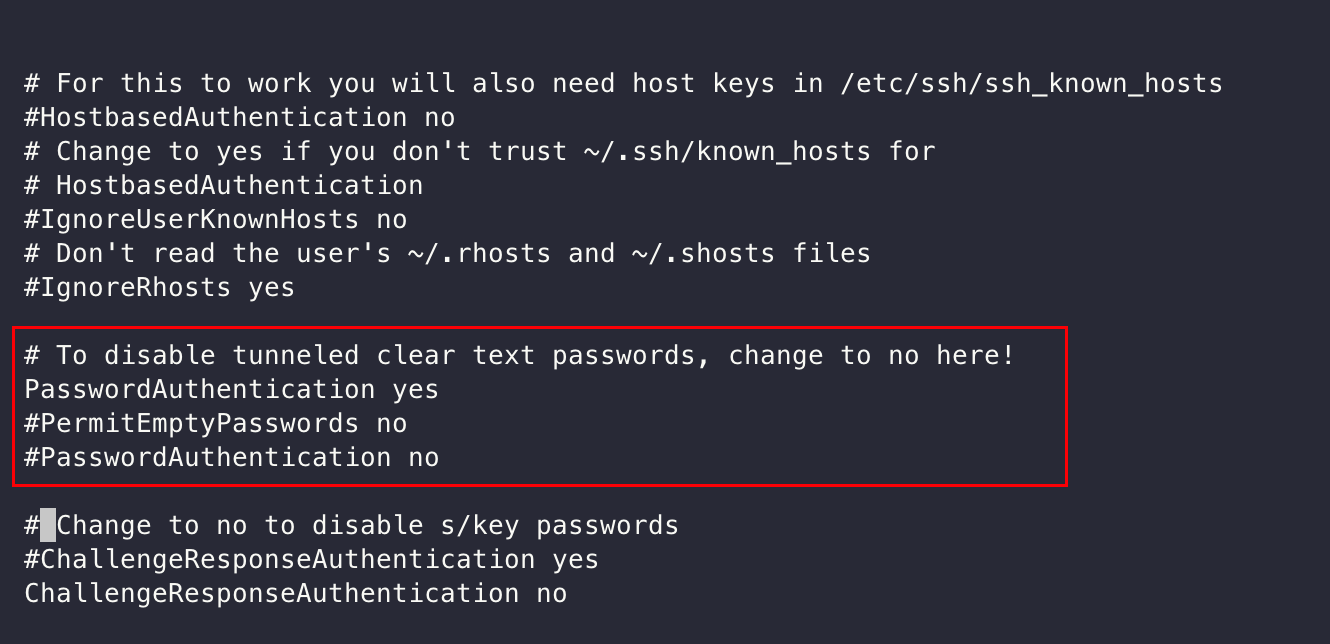 # For this to work you will also need host keys in /etc/ssh/ssh_known_hosts
#HostbasedAuthentication no
# Change to yes if you don't trust ~/.ssh/known_hosts for
# HostbasedAuthentication
#IgnoreUserKnownHosts no
# Don't read the user's ~/.rhosts and ~/.shosts files
#IgnoreRhosts yes
# To disable tunneled clear text passwords, change to no here!
PasswordAuthentication yes
#PermitEmptyPasswords no
#PasswordAuthentication no
# Change to no to disable s/key passwords
#ChallengeResponseAuthentication yes
ChallengeResponseAuthentication no